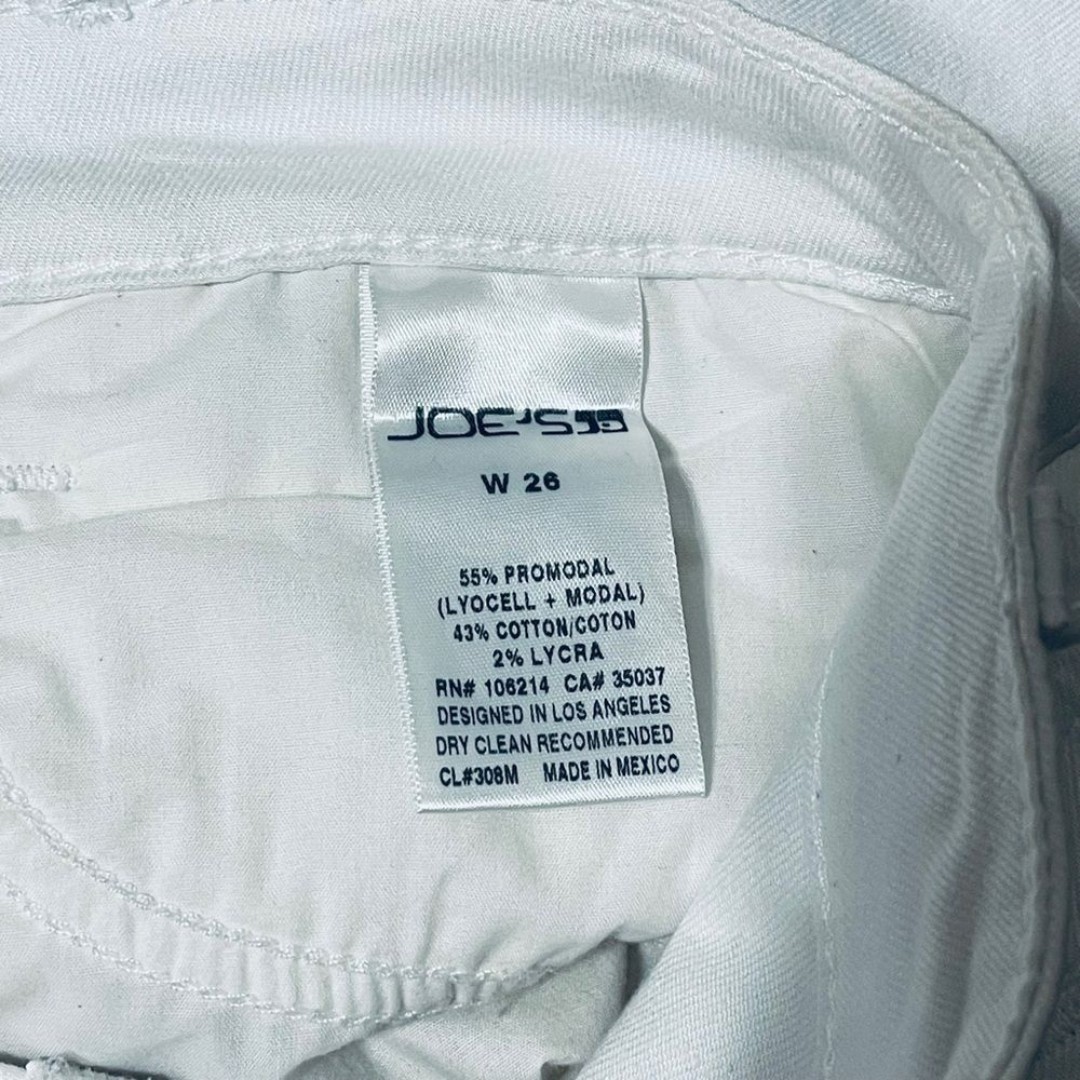 JOE'S
W 26
55% PROMODAL
(LYOCELL + MODAL)
43% COTTON/COTON
2% LYCRA
RN# 106214 CA# 35037
DESIGNED IN LOS ANGELES
DRY CLEAN RECOMMENDED
CL#308M MADE IN MEXICO